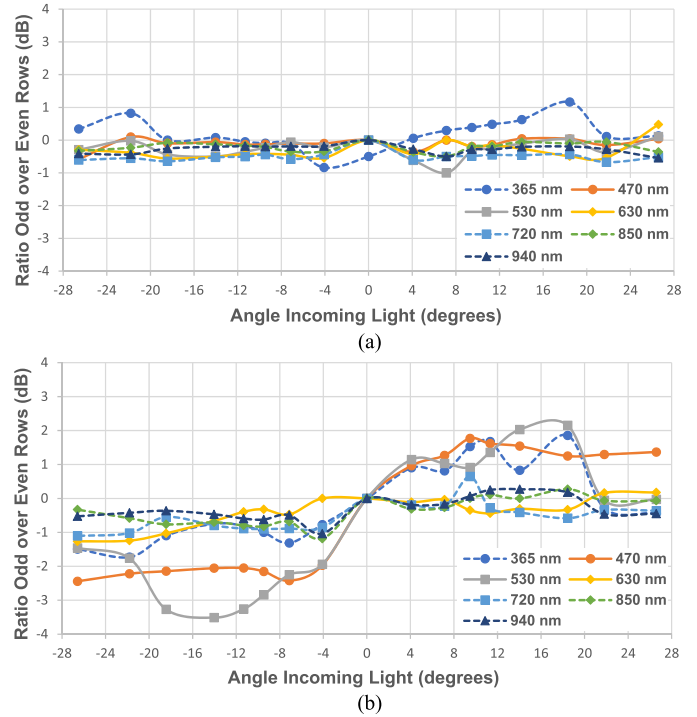 (a)
4
3
2
1
0
-1
-2
-3
-4
Ratio Odd over Even Rows (dB)
365 nm 470 nm
530 nm 630 nm
720 nm 850 nm
940 nm
-28 -24 -20 -16 -12 -8 -4 0 4 8 12 16 20 24 28
Angle Incoming Light (degrees)
(a)
4
3
2
1
0
-1
-2
-3
-4
Ratio Odd over Even Rows (dB)
365 nm 470 nm
530 nm 630 nm
720 nm 850 nm
940 nm
-28 -24 -20 -16 -12 -8 -4 0 4 8 12 16 20 24 28
Angle Incoming Light (degrees)
(b)